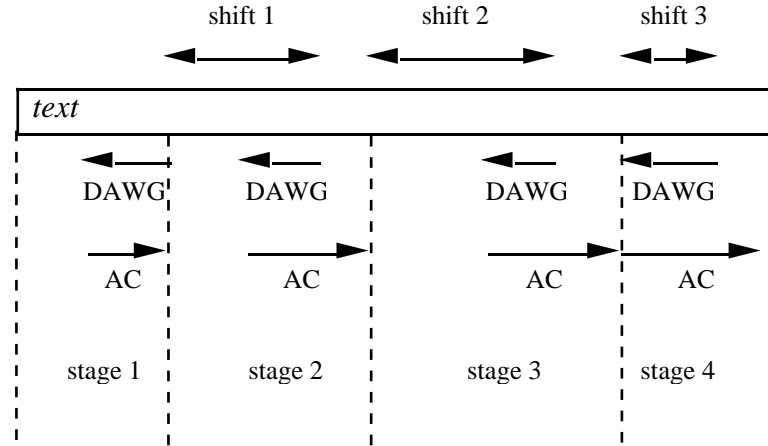 shift 1 shift 2 shift 3
text
DAWG DAWG DAWG DAWG
AC AC AC AC
stage 1 stage 2 stage 3 stage 4